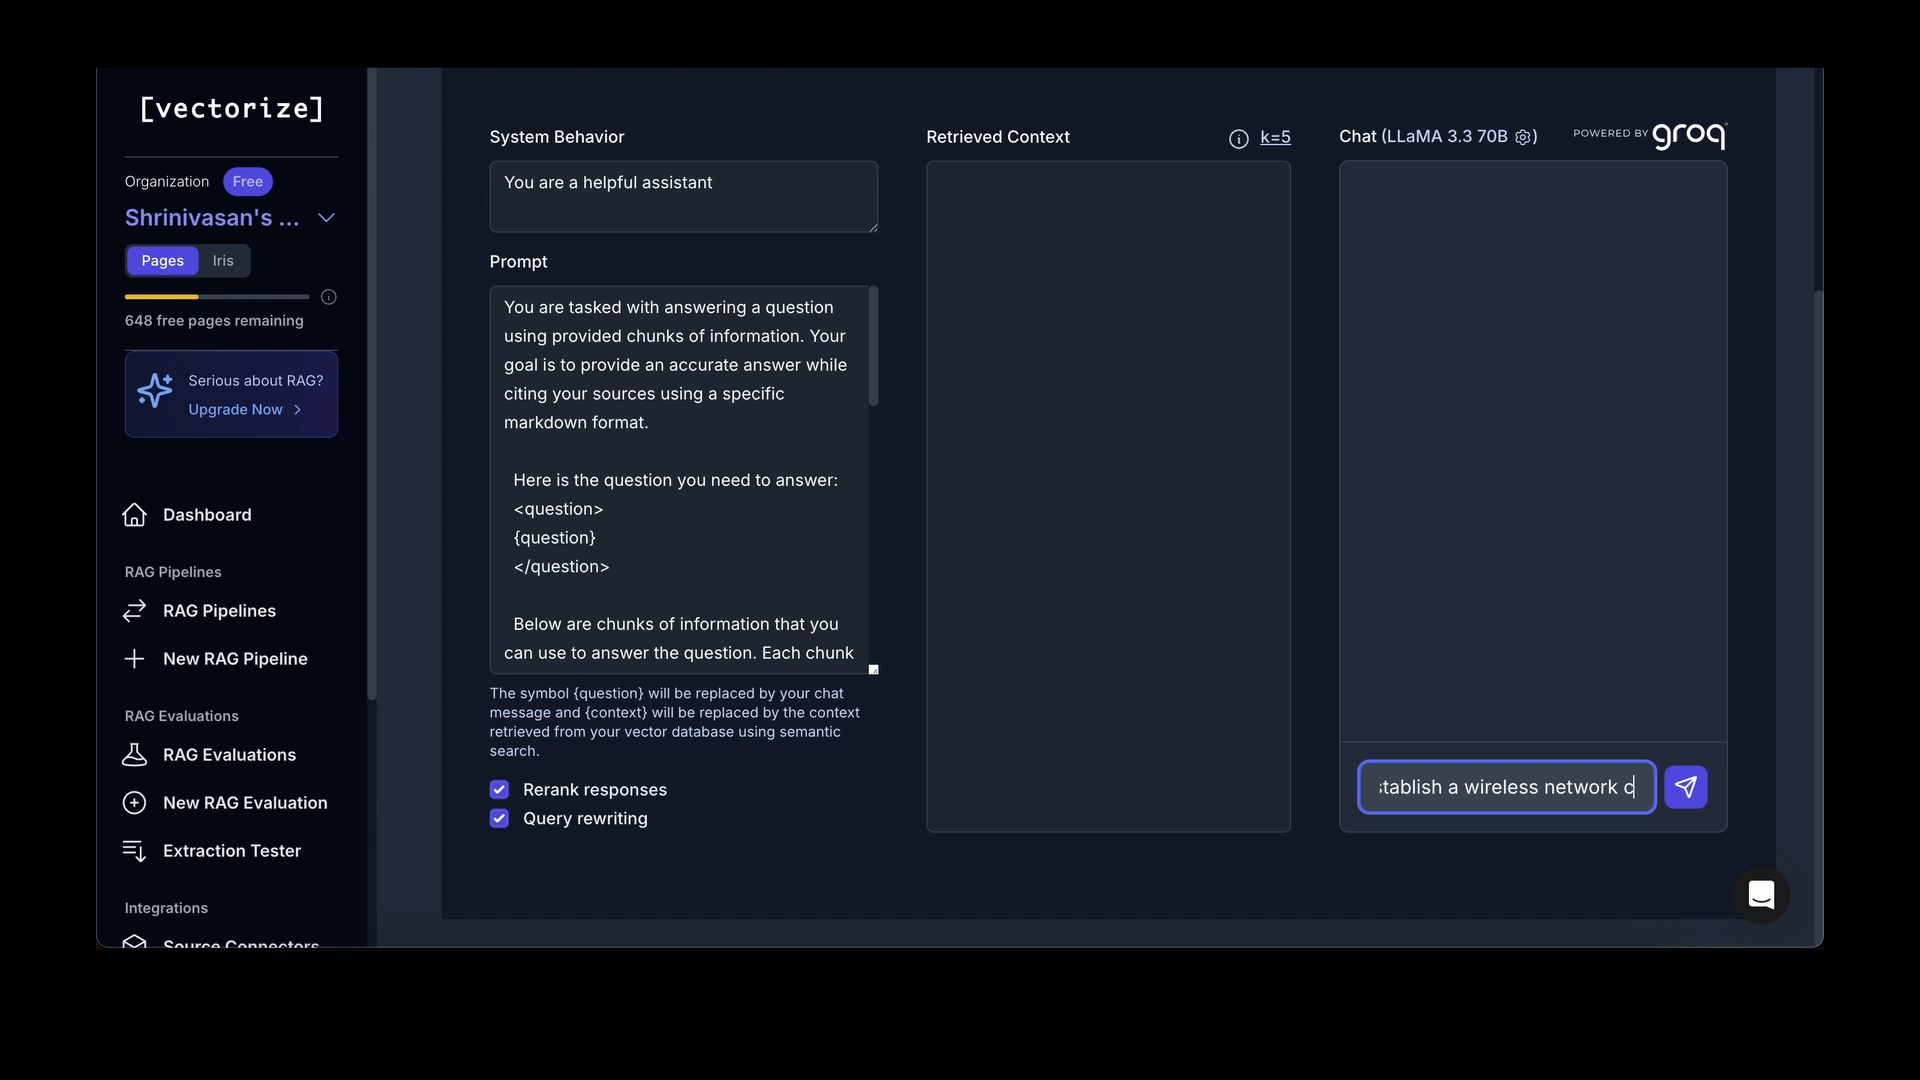 [vectorize]
Organization Free
Shrinivasan's ...
Pages Iris
648 free pages remaining
Serious about RAG?
Upgrade Now
Dashboard
RAG Pipelines
RAG Pipelines
New RAG Pipeline
RAG Evaluations
RAG Evaluations
New RAG Evaluation
Extraction Tester
Integrations
Source Connectors
System Behavior
You are a helpful assistant
Prompt
You are tasked with answering a question
using provided chunks of information. Your
goal is to provide an accurate answer while
citing your sources using a specific
markdown format.
Here is the question you need to answer:
<question>
{question}
</question>
Below are chunks of information that you
can use to answer the question. Each chunk
The symbol {question} will be replaced by your chat
message and {context} will be replaced by the context
retrieved from your vector database using semantic
search.
Rerank responses
Query rewriting
Retrieved Context k=5
Chat (LLaMA 3.3 70B ) POWERED BY groq
tablish a wireless network c